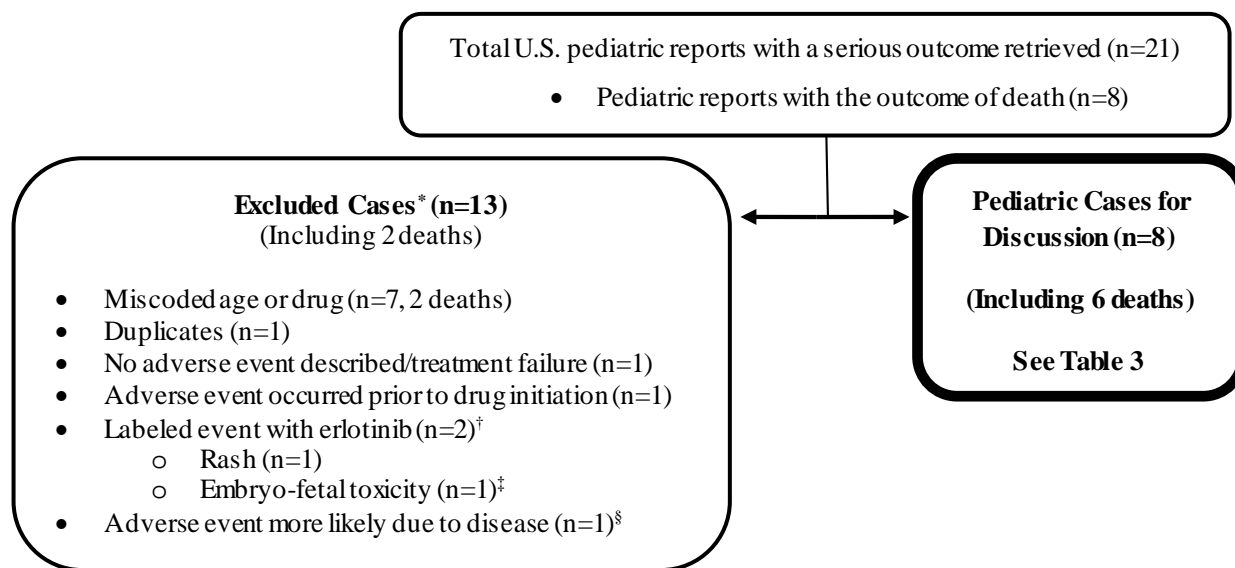 Total U.S. pediatric reports with a serious outcome retrieved (n=21)
• Pediatric reports with the outcome of death (n=8)
Excluded Cases* (n=13)
(Including 2 deaths)
• Miscoded age or drug (n=7, 2 deaths)
• Duplicates (n=1)
• No adverse event described/treatment failure (n=1)
• Adverse event occurred prior to drug initiation (n=1)
• Labeled event with erlotinib (n=2)†
o Rash (n=1)
o Embryo-fetal toxicity (n=1)‡
• Adverse event more likely due to disease (n=1)§
Pediatric Cases for
Discussion (n=8)
(Including 6 deaths)
See Table 3